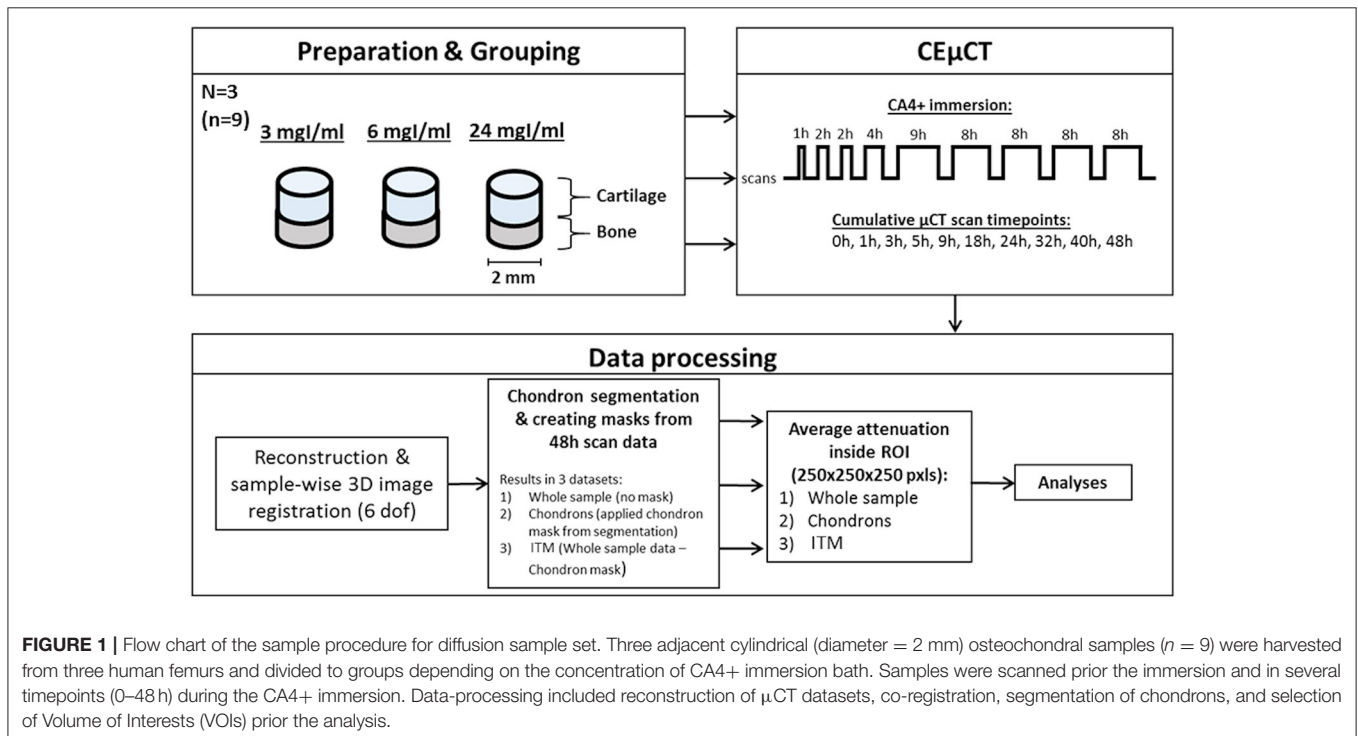 Preparation & Grouping
N=3
(n=9)
3 mgI/ml
6 mgI/ml
24 mgI/ml
Cartilage
Bone
2 mm
CEμCT
CA4+ immersion:
1h 2h 2h 4h 9h 8h 8h 8h 8h
scans
Cumulative μCT scan timepoints:
0h, 1h, 3h, 5h, 9h, 18h, 24h, 32h, 40h, 48h
Data processing
Reconstruction &
sample-wise 3D image
registration (6 dof)
Chondron segmentation
& creating masks from
48h scan data
Results in 3 datasets:
1) Whole sample (no mask)
2) Chondrons (applied chondron
mask from segmentation)
3) ITM (Whole sample data –
Chondron mask)
Average attenuation
inside ROI
(250x250x250 pxls):
1) Whole sample
2) Chondrons
3) ITM
Analyses
FIGURE 1 | Flow chart of the sample procedure for diffusion sample set. Three adjacent cylindrical (diameter = 2 mm) osteochondral samples (n = 9) were harvested
from three human femurs and divided to groups depending on the concentration of CA4+ immersion bath. Samples were scanned prior the immersion and in several
timepoints (0–48 h) during the CA4+ immersion. Data-processing included reconstruction of μCT datasets, co-registration, segmentation of chondrons, and selection
of Volume of Interests (VOIs) prior the analysis.